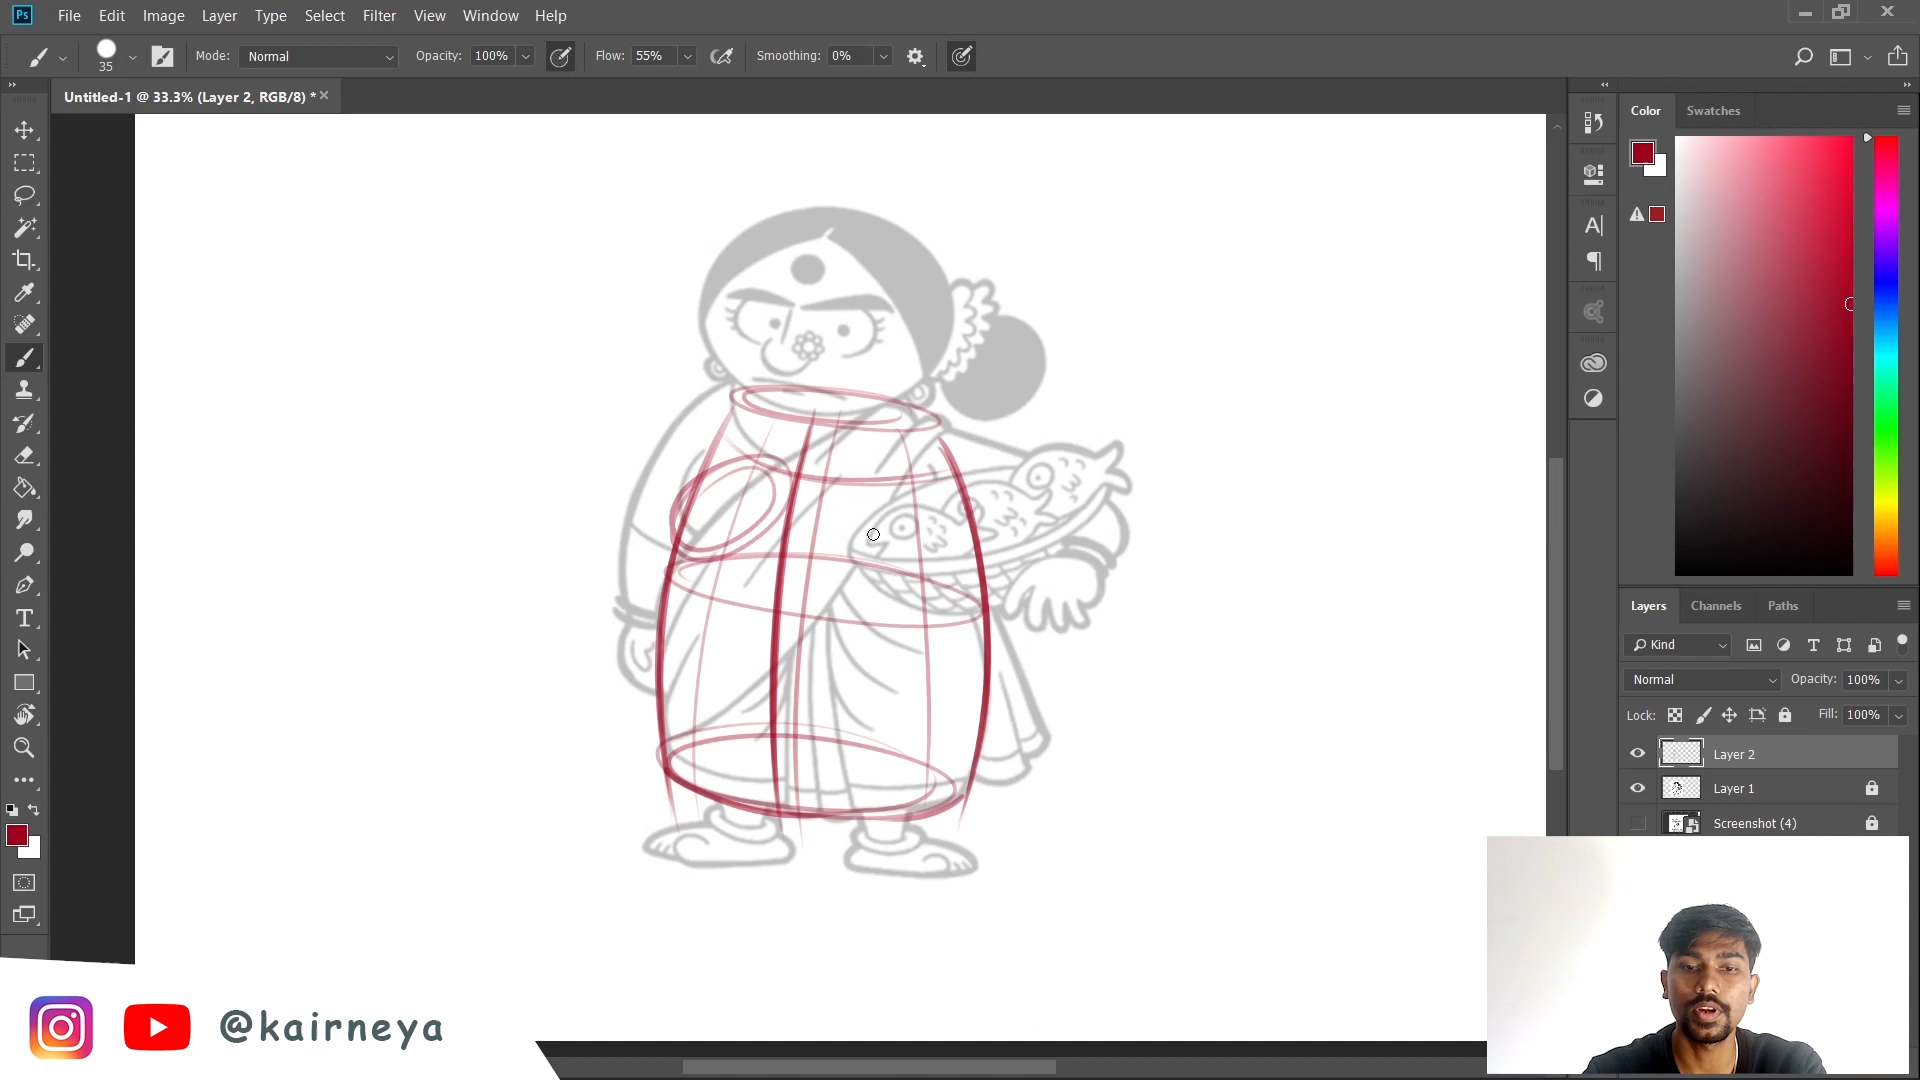 Ps File Edit Image Layer Type Select Filter View Window Help
35 Mode: Normal Opacity: 100% Flow: 55% Smoothing: 0%
Untitled-1 @ 33.3% (Layer 2, RGB/8) *
Color Swatches
A|
Layers Channels Paths
Kind
Normal Opacity: 100%
Lock: Fill: 100%
Layer 2
Layer 1
Screenshot (4)
@kairneya